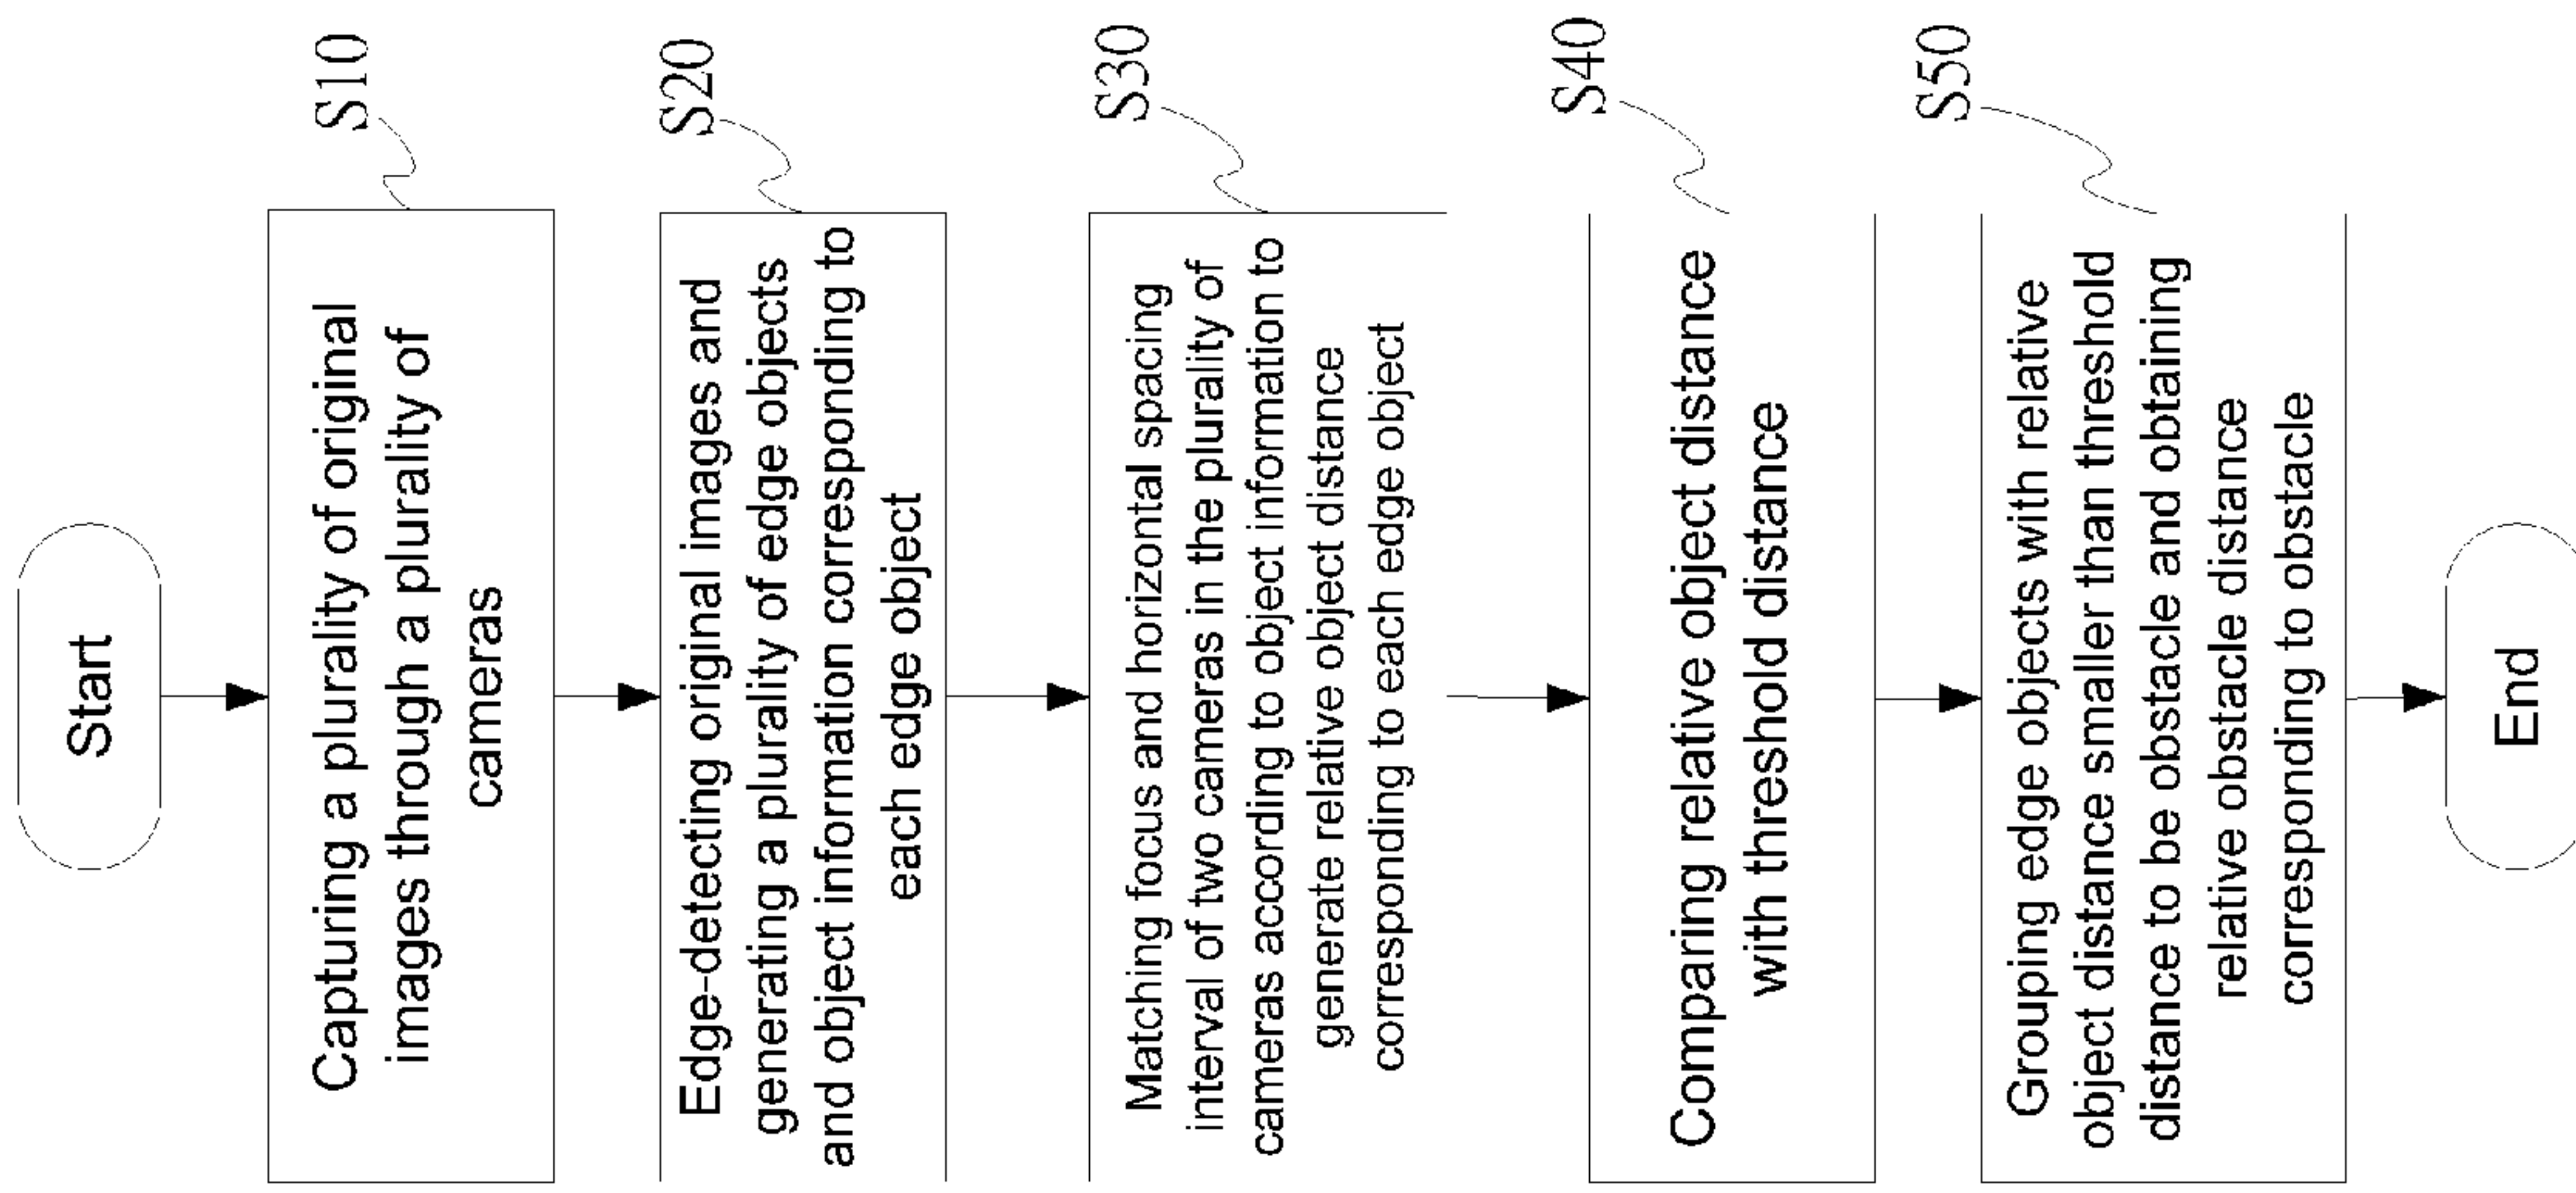 Start
S10
Capturing a plurality of original
images through a plurality of
cameras
S20
Edge-detecting original images and
generating a plurality of edge objects
and object information corresponding to
each edge object
S30
Matching focus and horizontal spacing
interval of two cameras in the plurality of
cameras according to object information to
generate relative object distance
corresponding to each edge object
S40
Comparing relative object distance
with threshold distance
S50
Grouping edge objects with relative
object distance smaller than threshold
distance to be obstacle and obtaining
relative obstacle distance
corresponding to obstacle
End